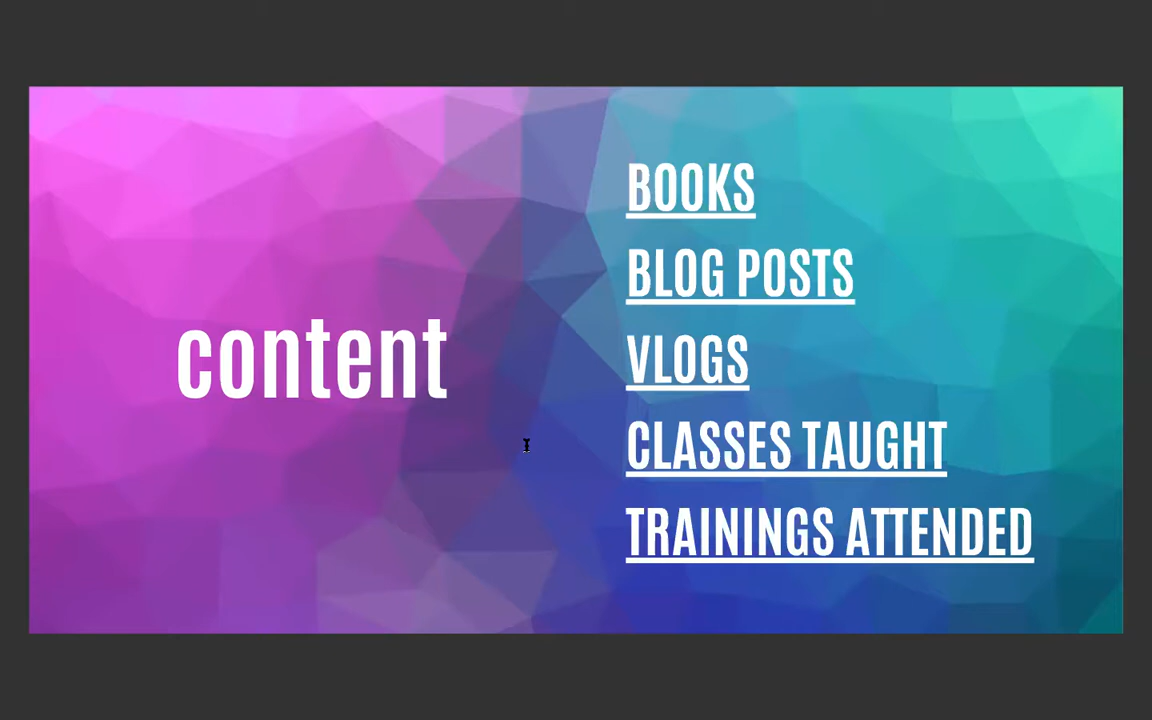 content
BOOKS
BLOG POSTS
VLOGS
CLASSES TAUGHT
TRAININGS ATTENDED